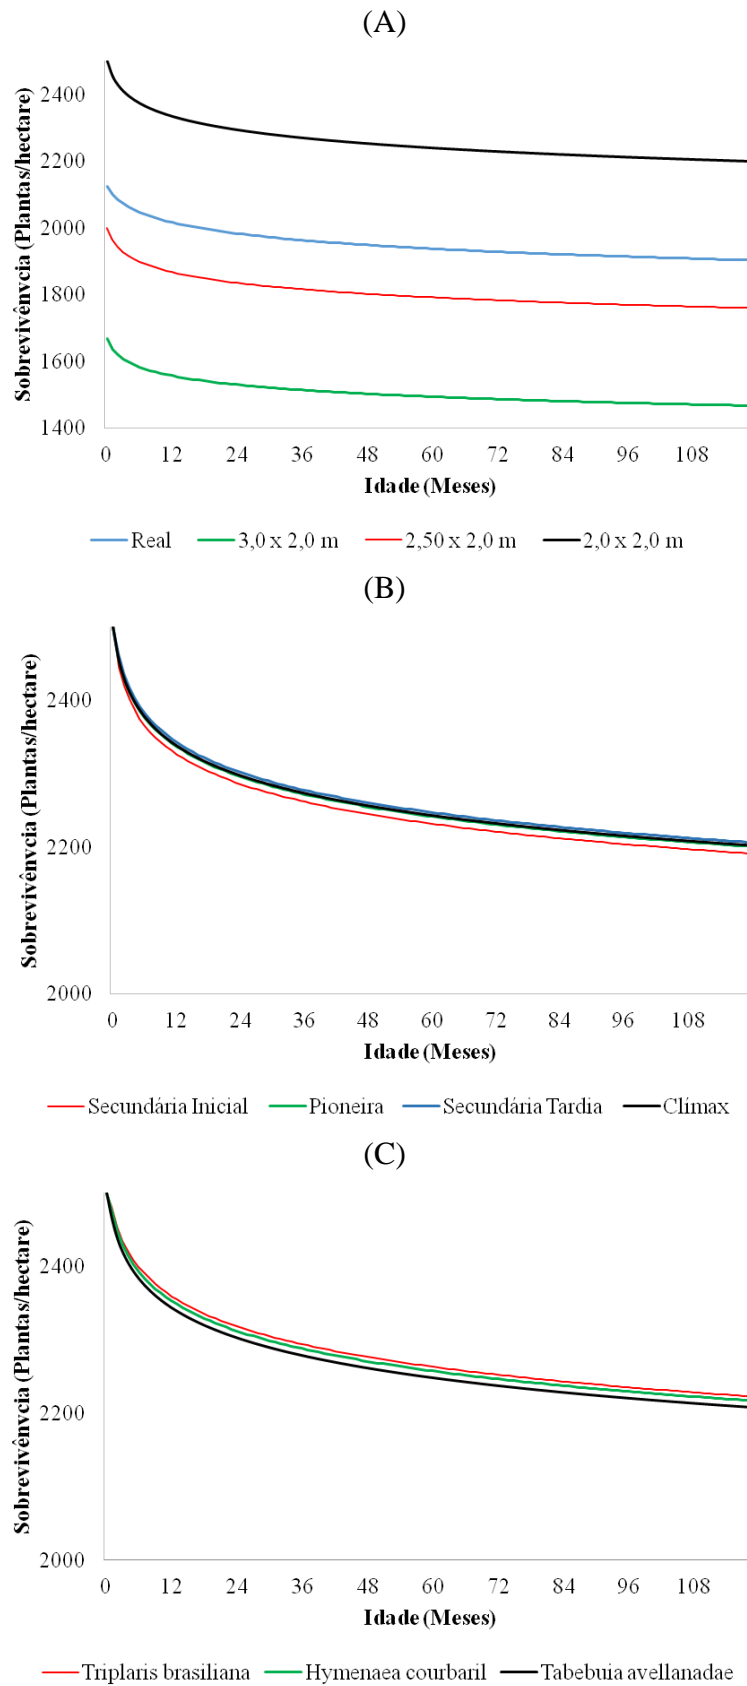 (A)
Sobrevivênvcia (Plantas/hectare)
2400
2200
2000
1800
1600
1400
0 12 24 36 48 60 72 84 96 108
Idade (Meses)
Real 3,0 x 2,0 m 2,50 x 2,0 m 2,0 x 2,0 m
(B)
Sobrevivênvcia (Plantas/hectare)
2400
2200
2000
0 12 24 36 48 60 72 84 96 108
Idade (Meses)
Secundária Inicial Pioneira Secundária Tardia Clímax
(C)
Sobrevivênvcia (Plantas/hectare)
2400
2200
2000
0 12 24 36 48 60 72 84 96 108
Idade (Meses)
Triplaris brasiliana Hymenaea courbaril Tabebuia avellanadae